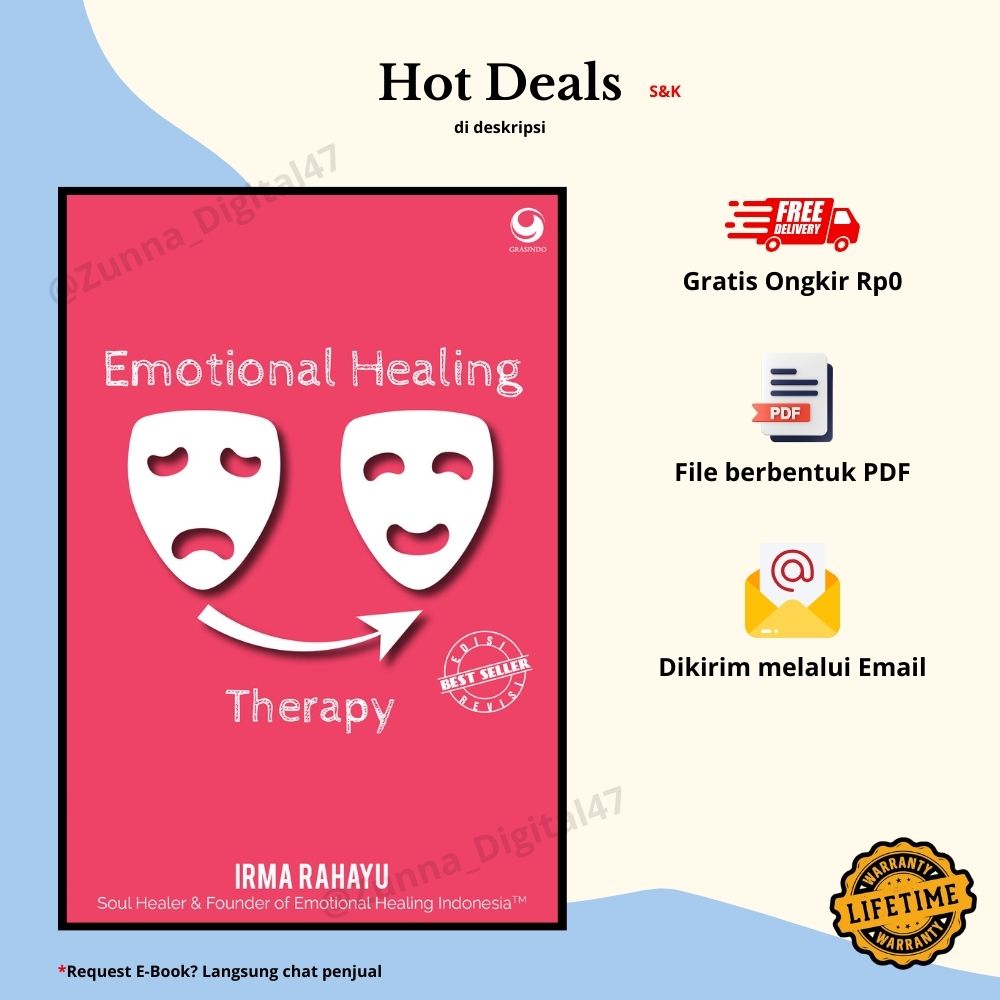 Hot Deals
S&K
di deskripsi
@Zunna_Digital47
GRASINDO
Emotional Healing
EDISI
BEST SELLER
REVISI
Therapy
@Zunna_Digital47
IRMA RAHAYU
Soul Healer & Founder of Emotional Healing Indonesia™
FREE
DELIVERY
Gratis Ongkir Rp0
PDF
File berbentuk PDF
@
Dikirim melalui Email
WARRANTY
LIFETIME
WARRANTY
*Request E-Book? Langsung chat penjual